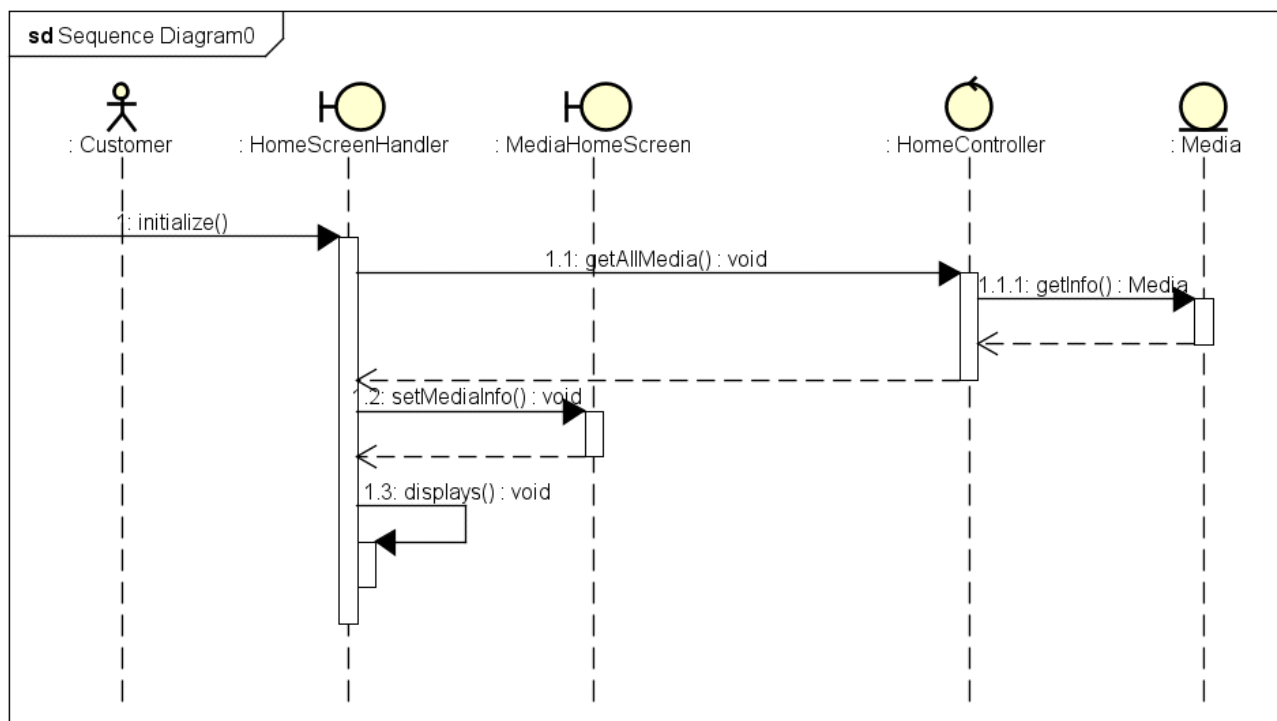 sd Sequence Diagram0
: Customer
: HomeScreenHandler
: MediaHomeScreen
: HomeController
: Media
1: initialize()
1.1: getAllMedia() : void
1.1.1: getInfo() : Media
1.2: setMediaInfo() : void
1.3: displays() : void